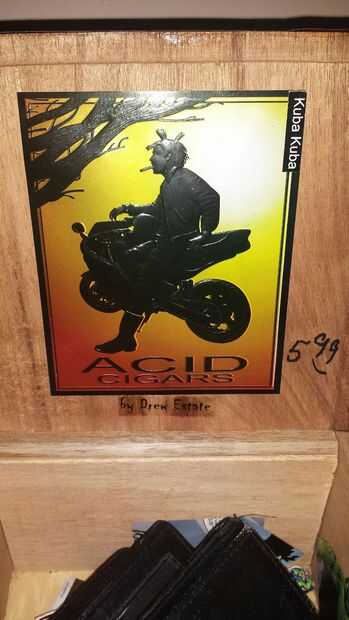 Kuba Kuba
ACID
CIGARS
5 99
by Drew Estate